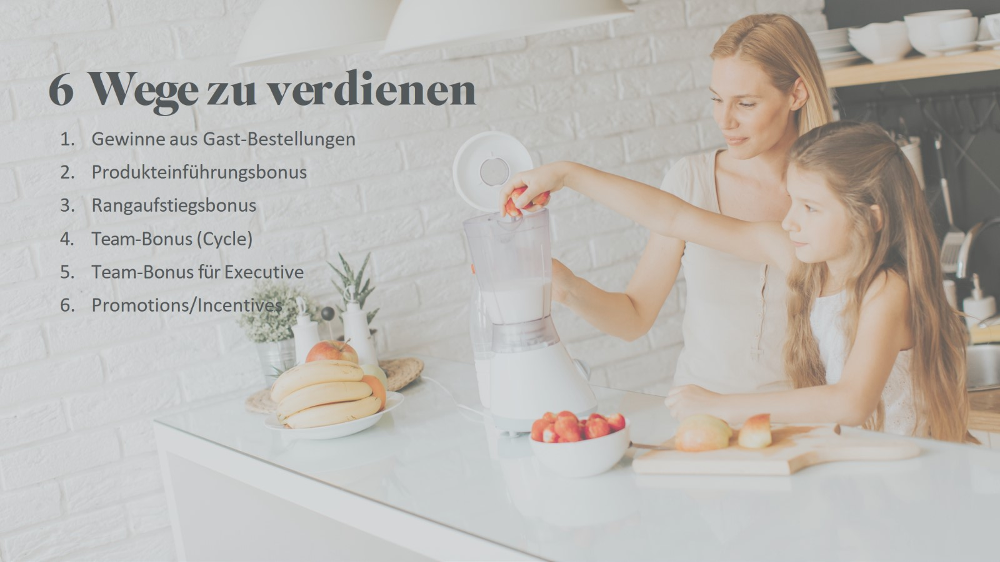 6 Wege zu verdienen
1. Gewinne aus Gast-Bestellungen
2. Produkteinführungsbonus
3. Rangaufstiegsbonus
4. Team-Bonus (Cycle)
5. Team-Bonus für Executive
6. Promotions/Incentives